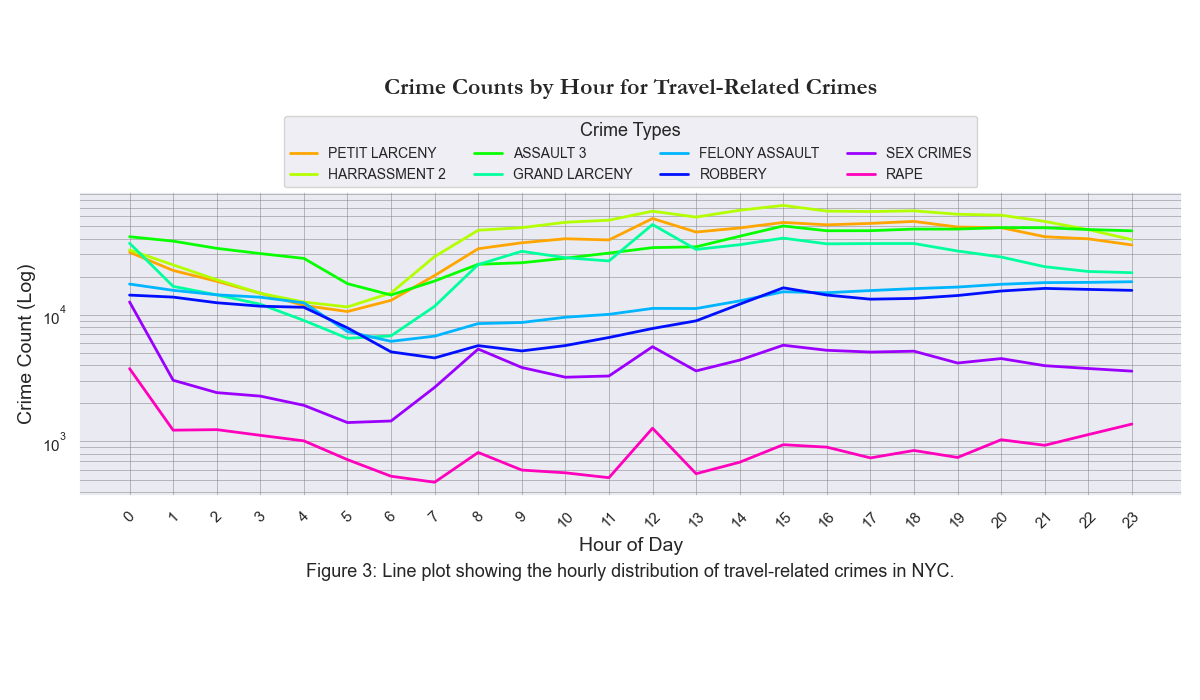 Crime Counts by Hour for Travel-Related Crimes
Crime Types
PETIT LARCENY ASSAULT 3 FELONY ASSAULT SEX CRIMES
HARRASSMENT 2 GRAND LARCENY ROBBERY RAPE
Crime Count (Log)
10^4
10^3
0 1 2 3 4 5 6 7 8 9 10 11 12 13 14 15 16 17 18 19 20 21 22 23
Hour of Day
Figure 3: Line plot showing the hourly distribution of travel-related crimes in NYC.